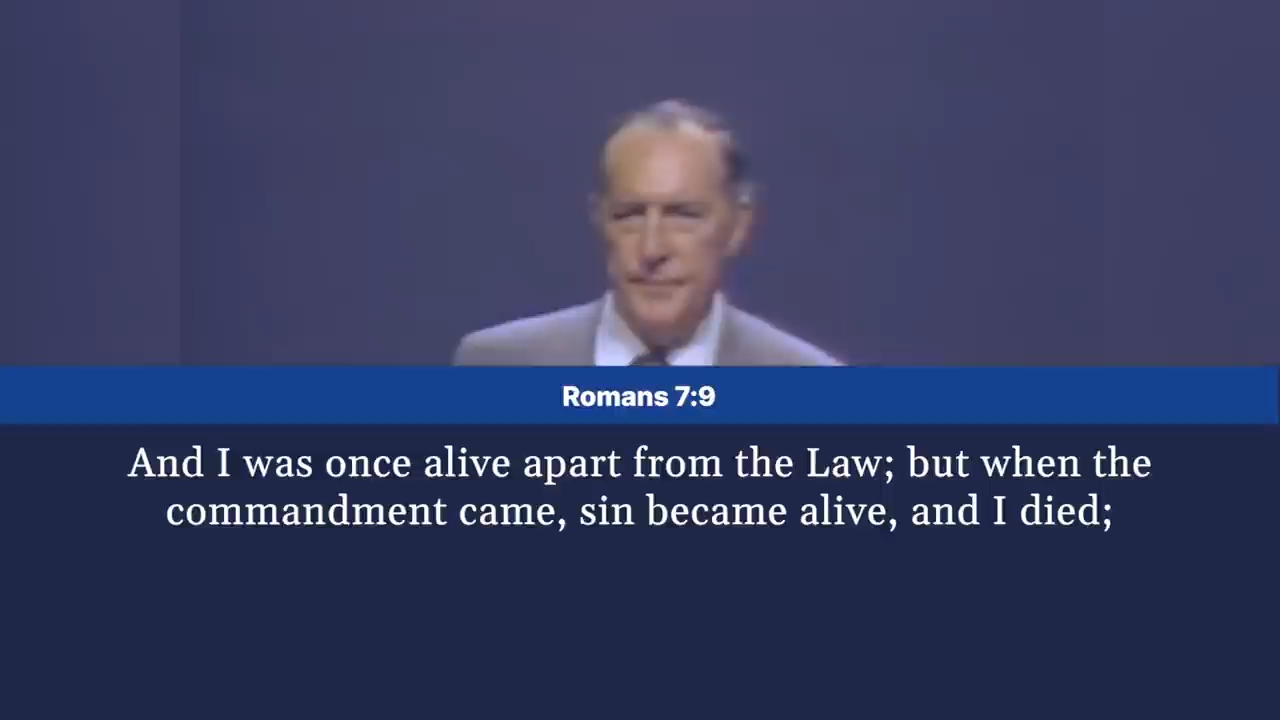 Romans 7:9
And I was once alive apart from the Law; but when the
commandment came, sin became alive, and I died;